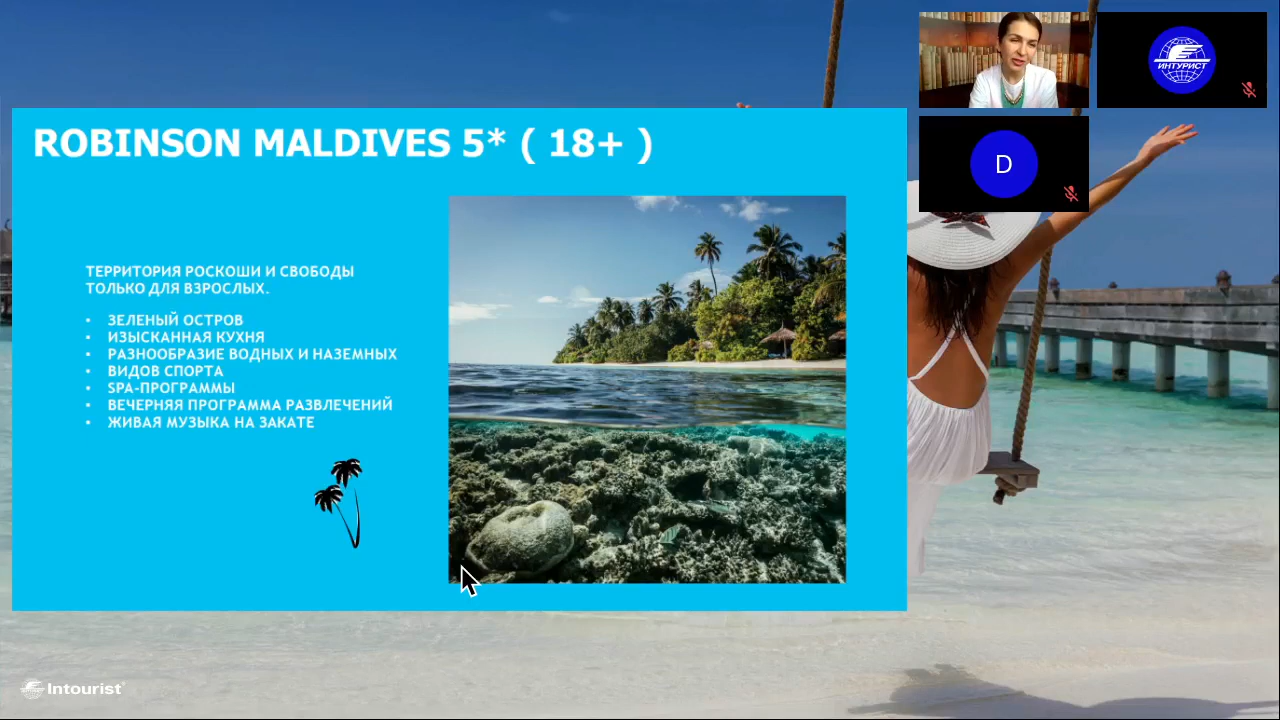 ROBINSON MALDIVES 5* ( 18+ )
ТЕРРИТОРИЯ РОСКОШИ И СВОБОДЫ
ТОЛЬКО ДЛЯ ВЗРОСЛЫХ.
• ЗЕЛЕНЫЙ ОСТРОВ
• ИЗЫСКАННАЯ КУХНЯ
• РАЗНООБРАЗИЕ ВОДНЫХ И НАЗЕМНЫХ
• ВИДОВ СПОРТА
• SPA-ПРОГРАММЫ
• ВЕЧЕРНЯЯ ПРОГРАММА РАЗВЛЕЧЕНИЙ
• ЖИВАЯ МУЗЫКА НА ЗАКАТЕ
ИНТУРИСТ
D
Intourist